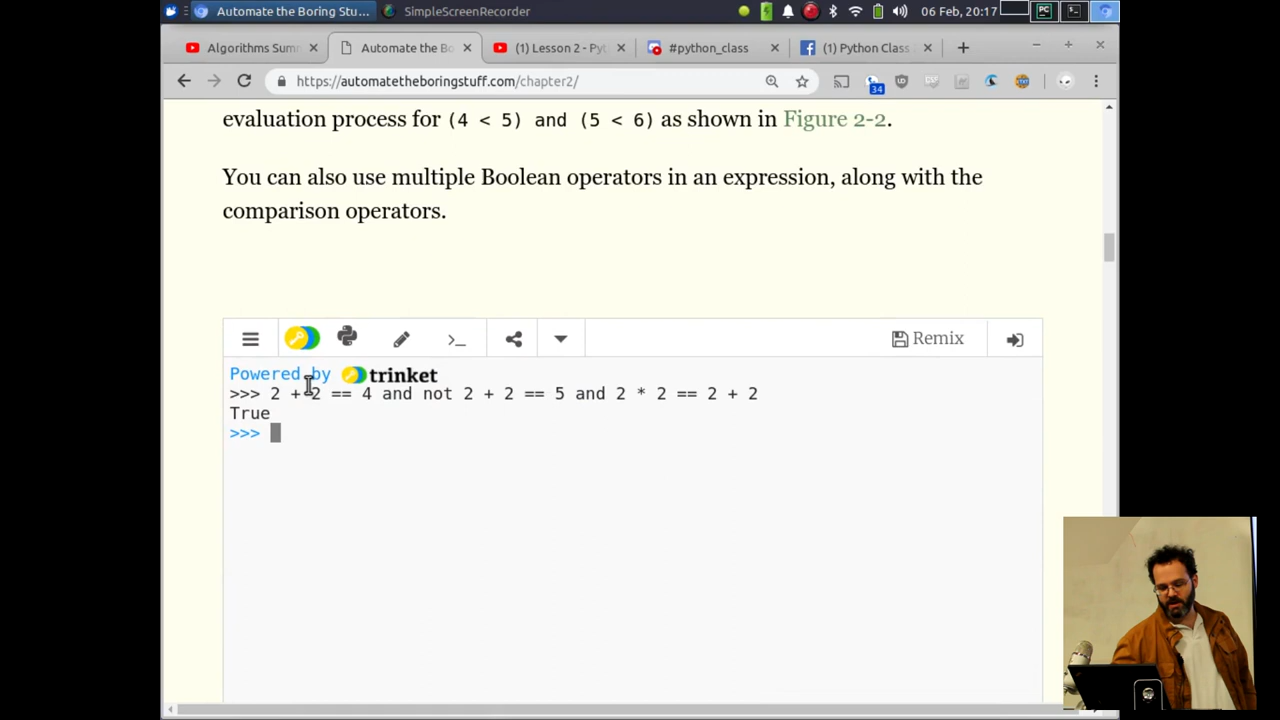 Automate the Boring Stu...
SimpleScreenRecorder
06 Feb, 20:17
Algorithms Sum
Automate the Bo
(1) Lesson 2 - Pyt
#python_class
(1) Python Class
https://automatetheboringstuff.com/chapter2/
34
evaluation process for (4 < 5) and (5 < 6) as shown in Figure 2-2.
You can also use multiple Boolean operators in an expression, along with the
comparison operators.
Remix
Powered by trinket
>>> 2 + 2 == 4 and not 2 + 2 == 5 and 2 * 2 == 2 + 2
True
>>>